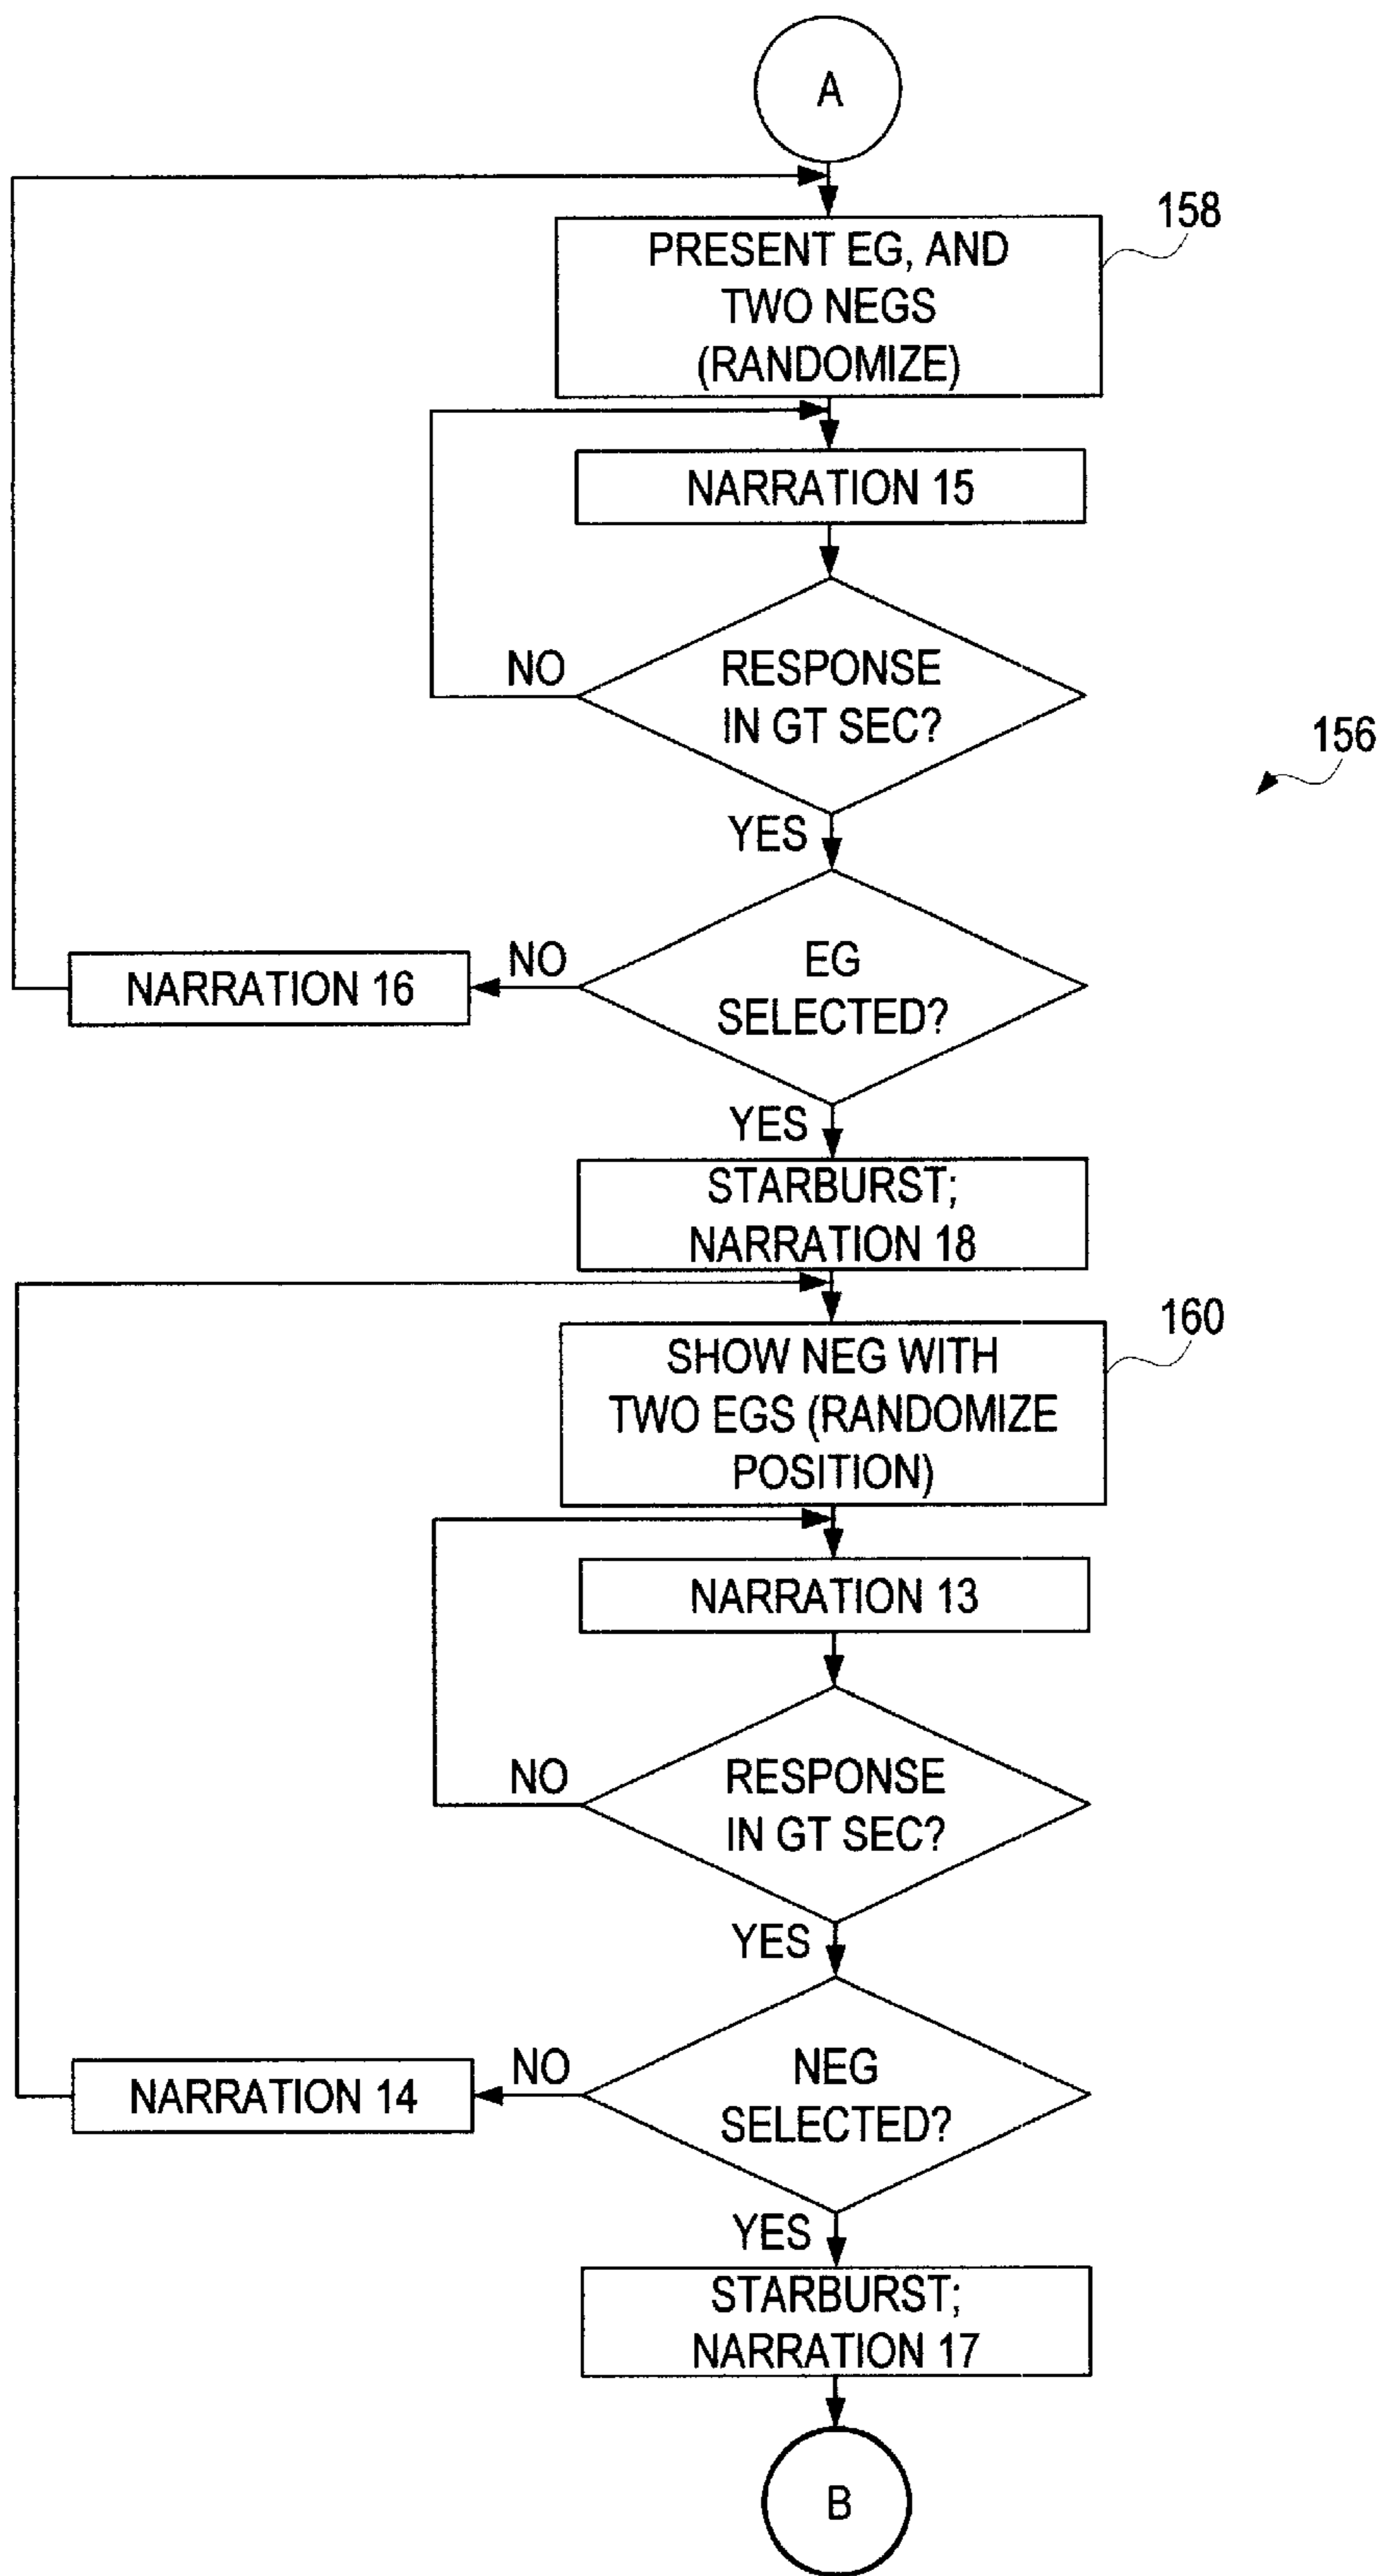 A
158
PRESENT EG, AND
TWO NEGS
(RANDOMIZE)
NARRATION 15
NO
RESPONSE
IN GT SEC?
156
YES
NARRATION 16
NO
EG
SELECTED?
YES
STARBURST;
NARRATION 18
160
SHOW NEG WITH
TWO EGS (RANDOMIZE
POSITION)
NARRATION 13
NO
RESPONSE
IN GT SEC?
YES
NARRATION 14
NO
NEG
SELECTED?
YES
STARBURST;
NARRATION 17
B